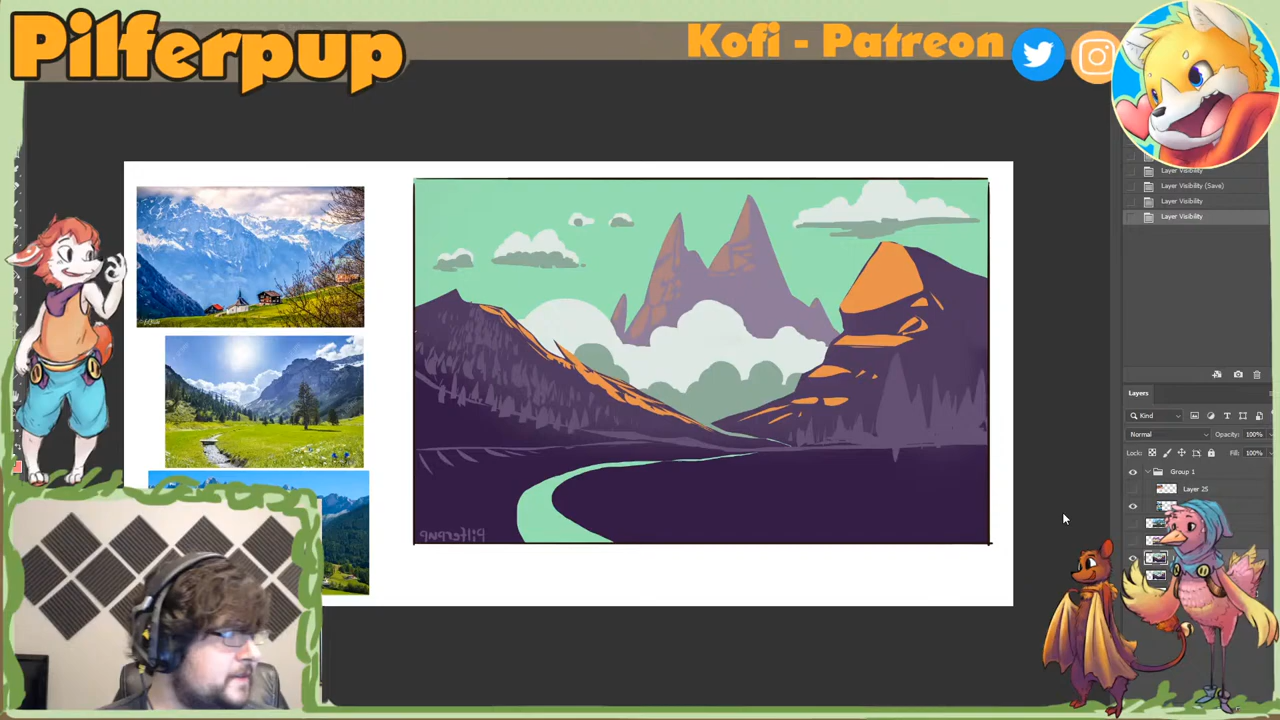 Pilferpup
Kofi - Patreon
Layer Visibility
Layer Visibility (Save)
Layer Visibility
Layer Visibility
Layers
Kind
Normal
Opacity: 100%
Lock:
Fill: 100%
Group 1
Layer 25
pilferpup